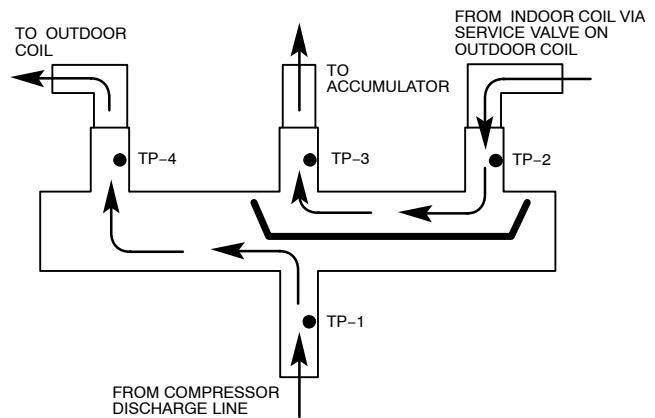 TO OUTDOOR
COIL
TO
ACCUMULATOR
FROM INDOOR COIL VIA
SERVICE VALVE ON
OUTDOOR COIL
TP−4
TP−3
TP−2
TP−1
FROM COMPRESSOR
DISCHARGE LINE